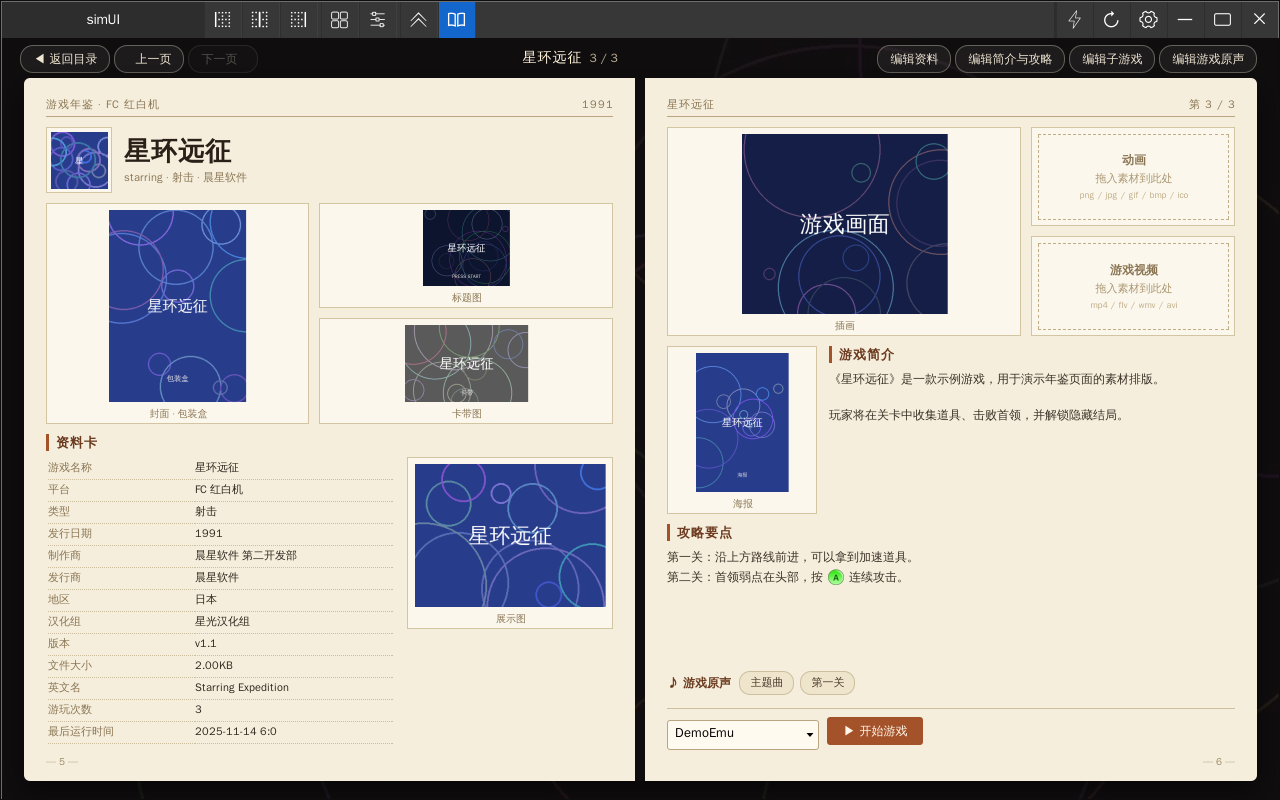 simUI
◀ 返回目录
上一页
下一页
星环远征 3 / 3
编辑资料
编辑简介与攻略
编辑子游戏
编辑游戏原声
游戏年鉴 · FC 红白机
1991
星环远征
starring · 射击 · 晨星软件
星环远征
包装盒
封面 · 包装盒
星环远征
PRESS START
标题图
星环远征
卡带
卡带图
资料卡
游戏名称 星环远征
平台 FC 红白机
类型 射击
发行日期 1991
制作商 晨星软件 第二开发部
发行商 晨星软件
地区 日本
汉化组 星光汉化组
版本 v1.1
文件大小 2.00KB
英文名 Starring Expedition
游玩次数 3
最后运行时间 2025-11-14 6:0
星环远征
展示图
— 5 —
星环远征
第 3 / 3
游戏画面
插画
动画
拖入素材到此处
png / jpg / gif / bmp / ico
游戏视频
拖入素材到此处
mp4 / flv / wmv / avi
星环远征
海报
海报
游戏简介
《星环远征》是一款示例游戏，用于演示年鉴页面的素材排版。
玩家将在关卡中收集道具、击败首领，并解锁隐藏结局。
攻略要点
第一关：沿上方路线前进，可以拿到加速道具。
第二关：首领弱点在头部，按 A 连续攻击。
♪ 游戏原声
主题曲
第一关
DemoEmu
▶ 开始游戏
— 6 —